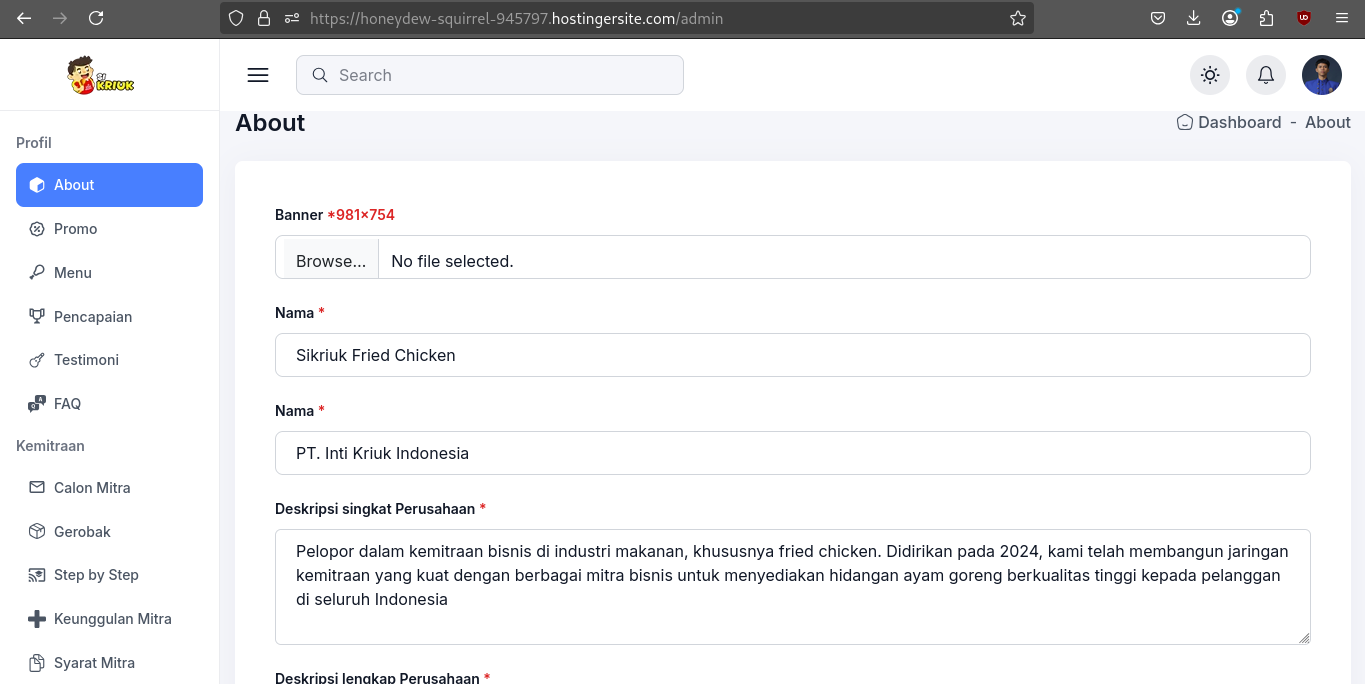 https://honeydew-squirrel-945797.hostingersite.com/admin
SI
KRIUK
Search
About
Dashboard - About
Profil
About
Promo
Menu
Pencapaian
Testimoni
FAQ
Kemitraan
Calon Mitra
Gerobak
Step by Step
Keunggulan Mitra
Syarat Mitra
Banner *981x754
Browse... No file selected.
Nama *
Sikriuk Fried Chicken
Nama *
PT. Inti Kriuk Indonesia
Deskripsi singkat Perusahaan *
Pelopor dalam kemitraan bisnis di industri makanan, khususnya fried chicken. Didirikan pada 2024, kami telah membangun jaringan
kemitraan yang kuat dengan berbagai mitra bisnis untuk menyediakan hidangan ayam goreng berkualitas tinggi kepada pelanggan
di seluruh Indonesia
Deskripsi lengkap Perusahaan *